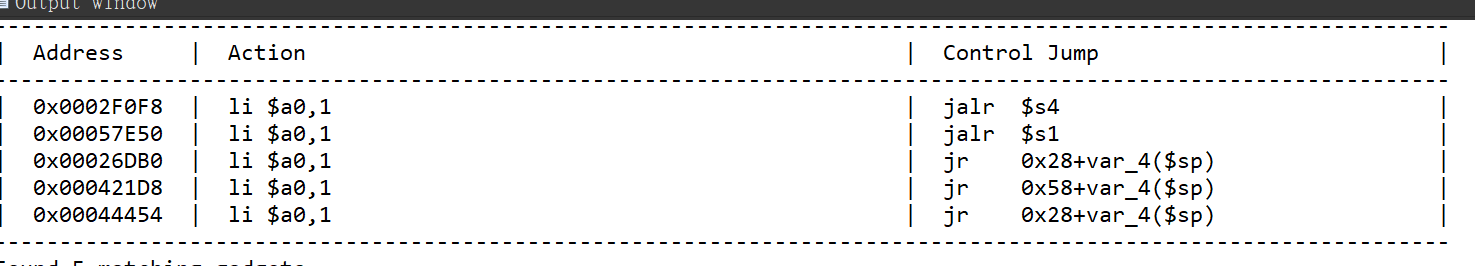 Output window
---------------------------------------------------------------------------------------------------------------
| Address | Action | Control Jump |
---------------------------------------------------------------------------------------------------------------
| 0x0002F0F8 | li $a0,1 | jalr $s4 |
| 0x00057E50 | li $a0,1 | jalr $s1 |
| 0x00026DB0 | li $a0,1 | jr 0x28+var_4($sp) |
| 0x000421D8 | li $a0,1 | jr 0x58+var_4($sp) |
| 0x00044454 | li $a0,1 | jr 0x28+var_4($sp) |
---------------------------------------------------------------------------------------------------------------
Found 5 matching gadgets